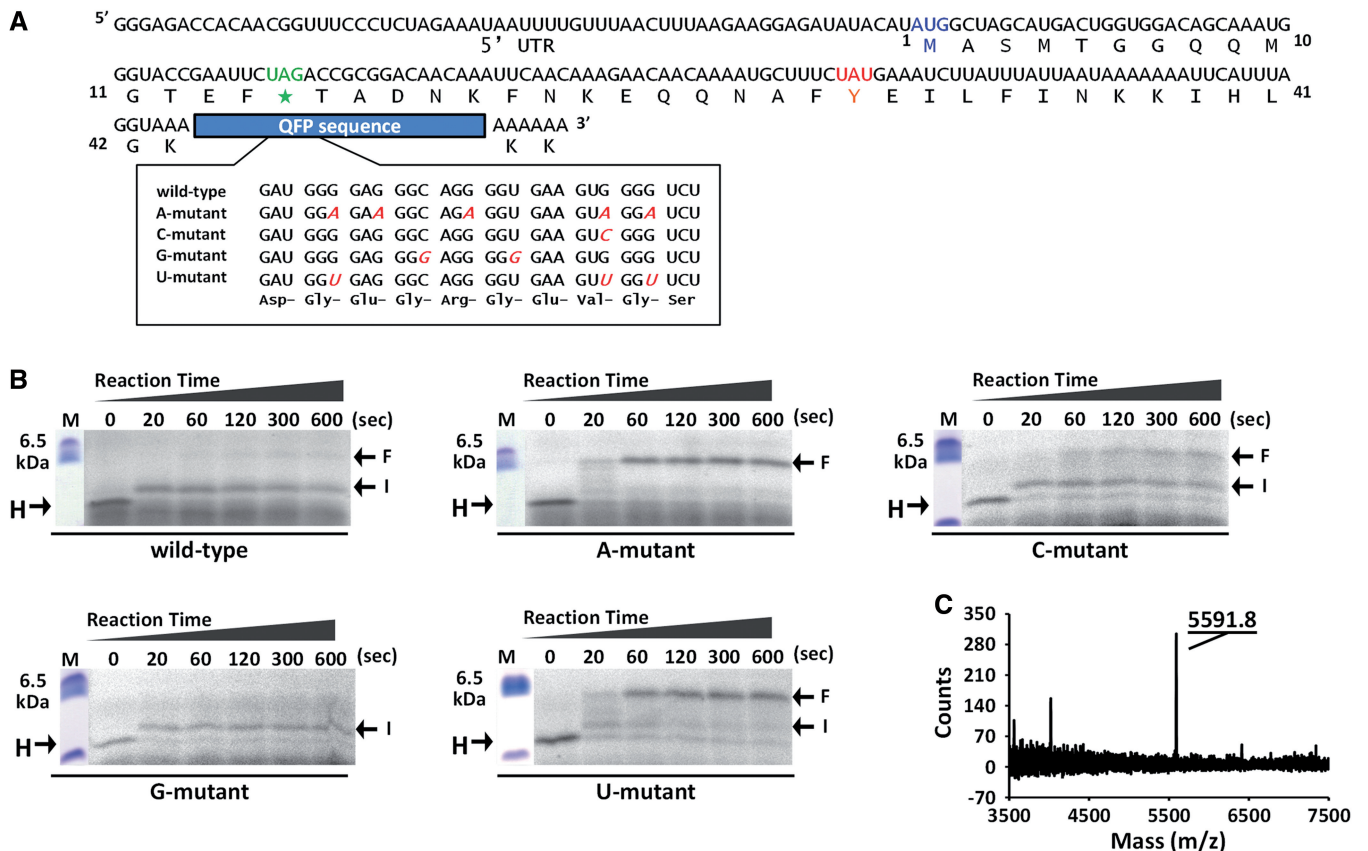 A
5' GGGAGACCACAACGGUUUCCCUCUAGAAAUAAUUUUGUUUAACUUUAAGAAGGAGAUAUACAUAUGGCUAGCAUGACUGGUGGACAGCAAAUG
5' UTR 1 M A S M T G G Q Q M 10
GGUACCGAAUUCUAGACCGCGGACAACAAAUUCAACAAAGAACAACAAAAUGCUUUCUAUGAAAUCUUAUUUAUUAAUAAAAAAAUUCAUUUA
11 G T E F ★ T A D N K F N K E Q Q N A F Y E I L F I N K K I H L 41
GGUAAA QFP sequence AAAAAA 3'
42 G K K K
wild-type GAU GGG GAG GGC AGG GGU GAA GUG GGG UCU
A-mutant GAU GGA GAA GGC AGA GGU GAA GUA GGA UCU
C-mutant GAU GGG GAG GGC AGG GGU GAA GUC GGG UCU
G-mutant GAU GGG GAG GGG AGG GGG GAA GUG GGG UCU
U-mutant GAU GGU GAG GGC AGG GGU GAA GUU GGU UCU
Asp- Gly- Glu- Gly- Arg- Gly- Glu- Val- Gly- Ser
B
Reaction Time
M 0 20 60 120 300 600 (sec)
6.5 kDa
F
I
H
wild-type
Reaction Time
M 0 20 60 120 300 600 (sec)
6.5 kDa
F
H
A-mutant
Reaction Time
M 0 20 60 120 300 600 (sec)
6.5 kDa
F
I
H
C-mutant
Reaction Time
M 0 20 60 120 300 600 (sec)
6.5 kDa
I
H
G-mutant
Reaction Time
M 0 20 60 120 300 600 (sec)
6.5 kDa
F
I
H
U-mutant
C
5591.8
350
280
210
140
70
0
-70
Counts
3500 4500 5500 6500 7500
Mass (m/z)